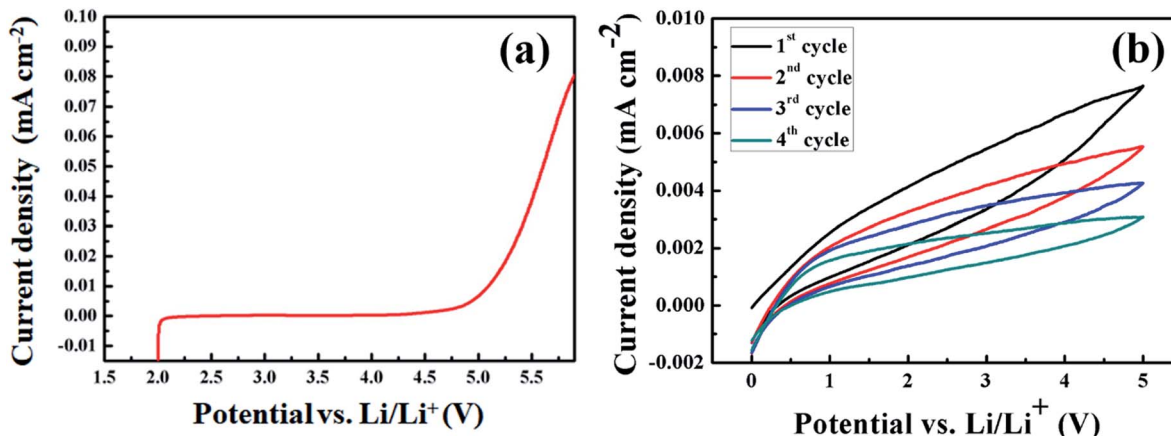 (a)
Current density (mA cm⁻²)
0.10
0.09
0.08
0.07
0.06
0.05
0.04
0.03
0.02
0.01
0.00
-0.01
1.5 2.0 2.5 3.0 3.5 4.0 4.5 5.0 5.5
Potential vs. Li/Li⁺ (V)
(b)
1st cycle
2nd cycle
3rd cycle
4th cycle
Current density (mA cm⁻²)
0.010
0.008
0.006
0.004
0.002
0.000
-0.002
0 1 2 3 4 5
Potential vs. Li/Li⁺ (V)